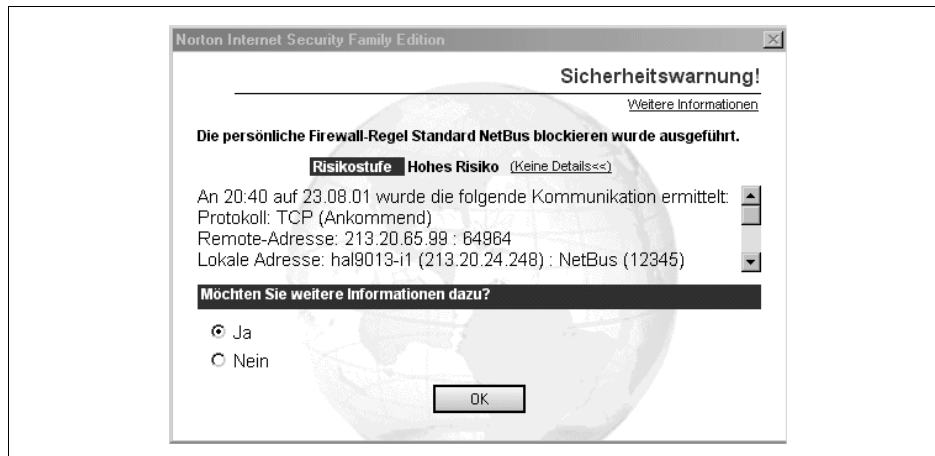 Norton Internet Security Family Edition
Sicherheitswarnung!
Weitere Informationen
Die persönliche Firewall-Regel Standard NetBus blockieren wurde ausgeführt.
Risikostufe Hohes Risiko (Keine Details<<)
An 20:40 auf 23.08.01 wurde die folgende Kommunikation ermittelt:
Protokoll: TCP (Ankommend)
Remote-Adresse: 213.20.65.99 : 64964
Lokale Adresse: hal9013-i1 (213.20.24.248) : NetBus (12345)
Möchten Sie weitere Informationen dazu?
Ja
Nein
OK